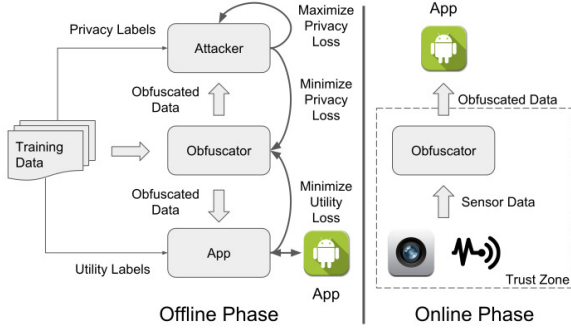 Privacy Labels
Attacker
Maximize
Privacy
Loss
Obfuscated
Data
Minimize
Privacy
Loss
Training
Data
Obfuscator
Obfuscated
Data
Minimize
Utility
Loss
Utility Labels
App
App
Offline Phase
App
Obfuscated Data
Obfuscator
Sensor Data
Trust Zone
Online Phase